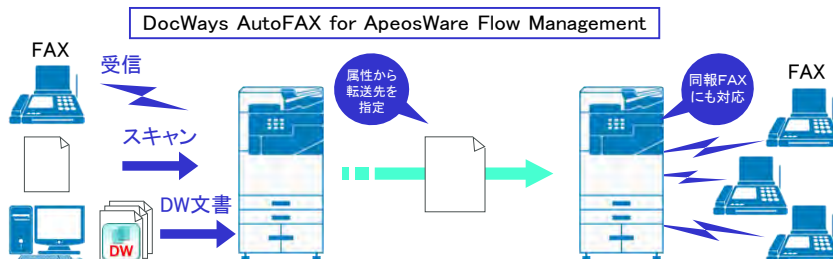 DocWays AutoFAX for ApeosWare Flow Management
FAX
受信
スキャン
DW文書
DW
属性から
転送先を
指定
同報FAX
にも対応
FAX